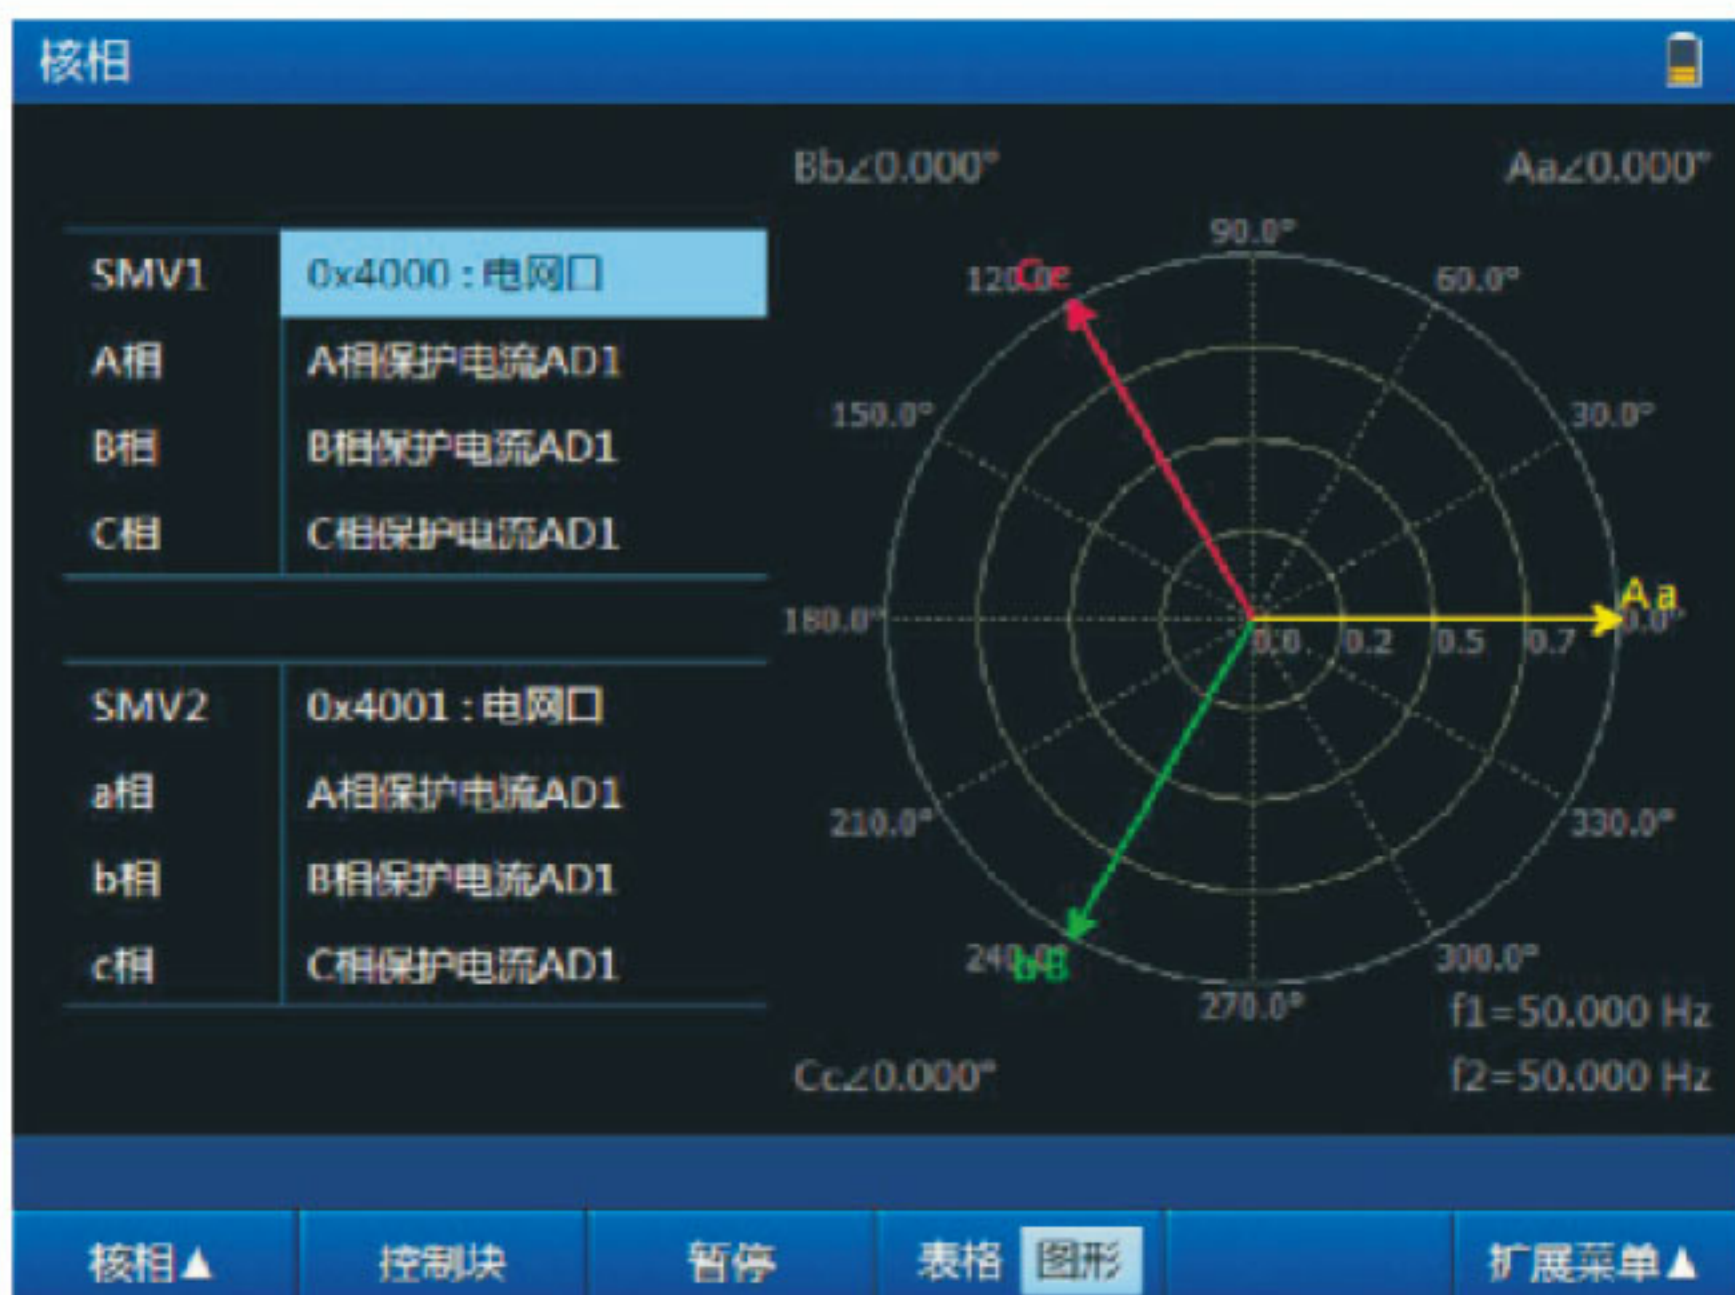 核相
SMV1 0x4000 : 电网口
A相 A相保护电流AD1
B相 B相保护电流AD1
C相 C相保护电流AD1
SMV2 0x4001 : 电网口
a相 A相保护电流AD1
b相 B相保护电流AD1
c相 C相保护电流AD1
Bb∠0.000° Aa∠0.000°
90.0°
60.0°
150.0° 30.0°
Aa
180.0°
0.0 0.2 0.5 0.7
210.0° 330.0°
300.0°
270.0°
f1=50.000 Hz
Cc∠0.000° f2=50.000 Hz
核相▲ 控制块 暂停 表格 图形 扩展菜单▲